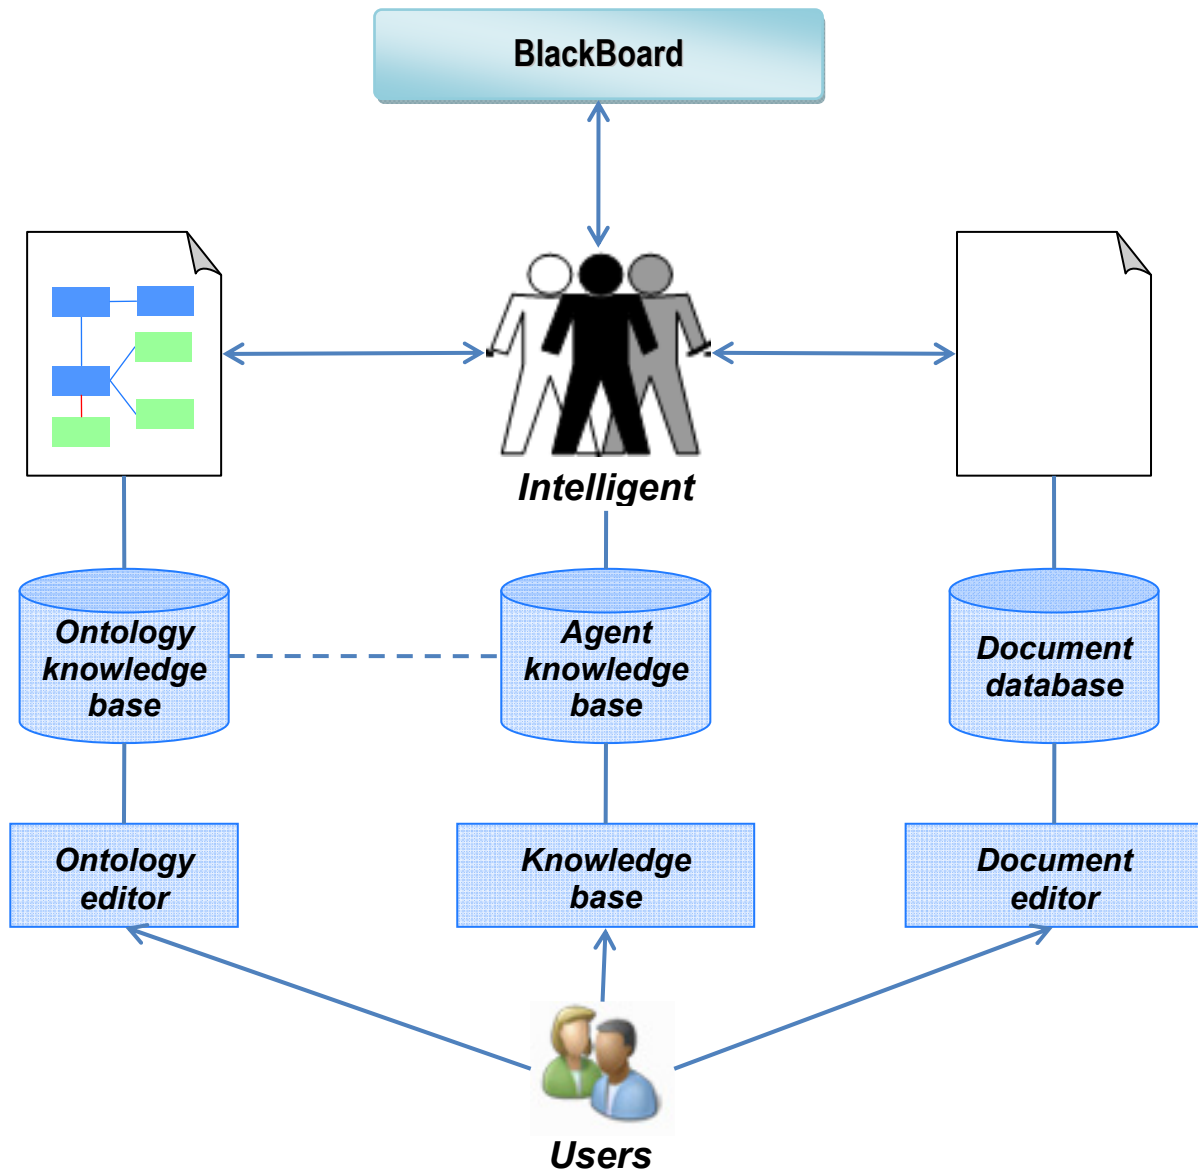 BlackBoard
Intelligent
Ontology
knowledge
base
Agent
knowledge
base
Document
database
Ontology
editor
Knowledge
base
Document
editor
Users